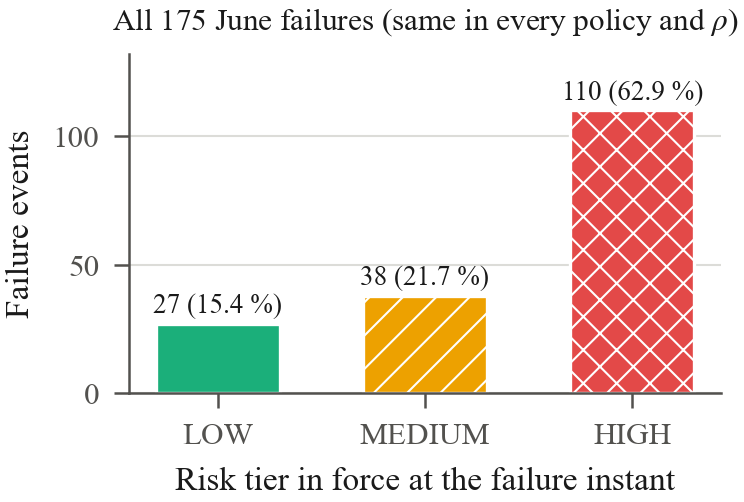 All 175 June failures (same in every policy and ρ)
Failure events
100
50
0
27 (15.4 %)
38 (21.7 %)
110 (62.9 %)
LOW
MEDIUM
HIGH
Risk tier in force at the failure instant